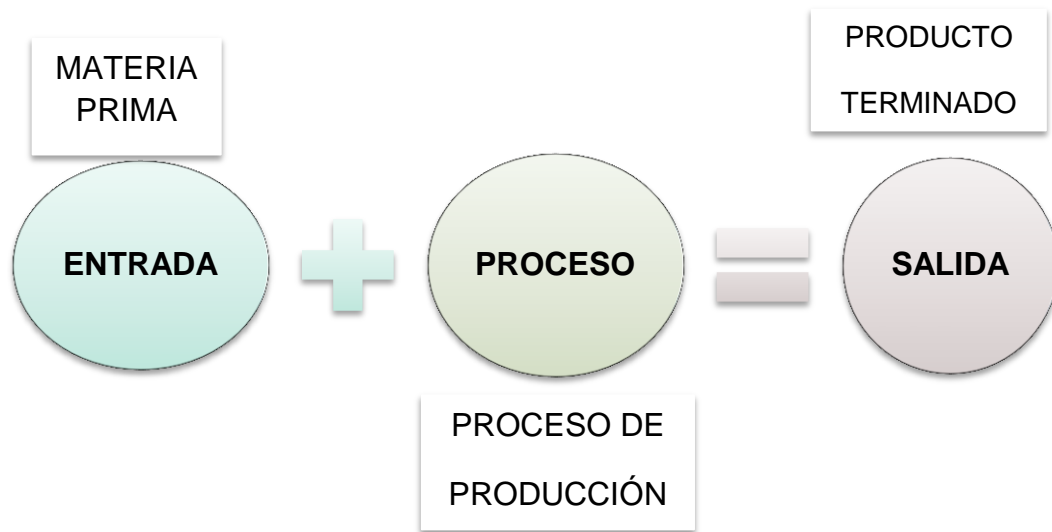 MATERIA
PRIMA
PRODUCTO
TERMINADO
ENTRADA
PROCESO
SALIDA
PROCESO DE
PRODUCCIÓN